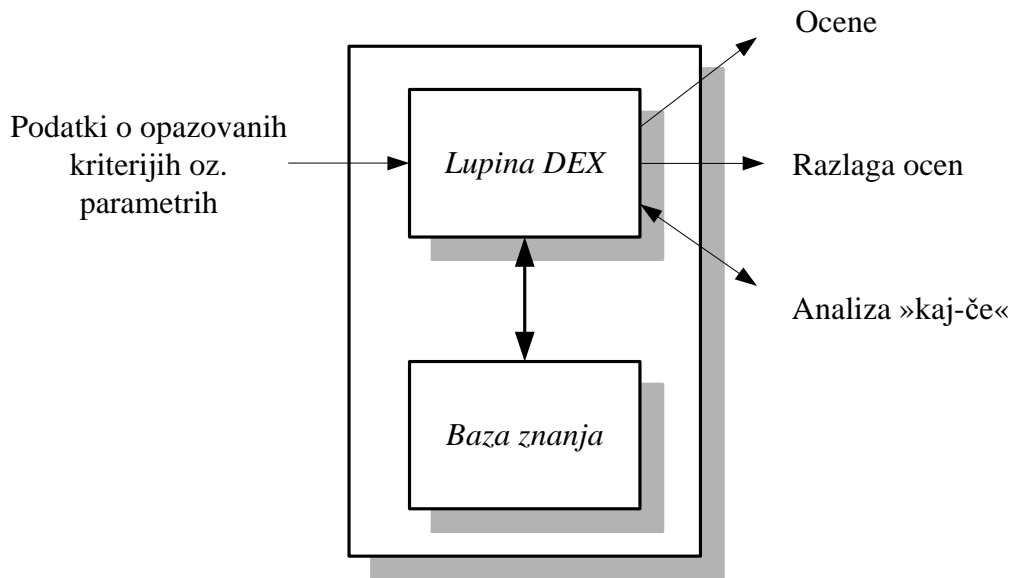 Ocene
Podatki o opazovanih
kriterijih oz.
parametrih
Lupina DEX
Razlaga ocen
Analiza »kaj-če«
Baza znanja